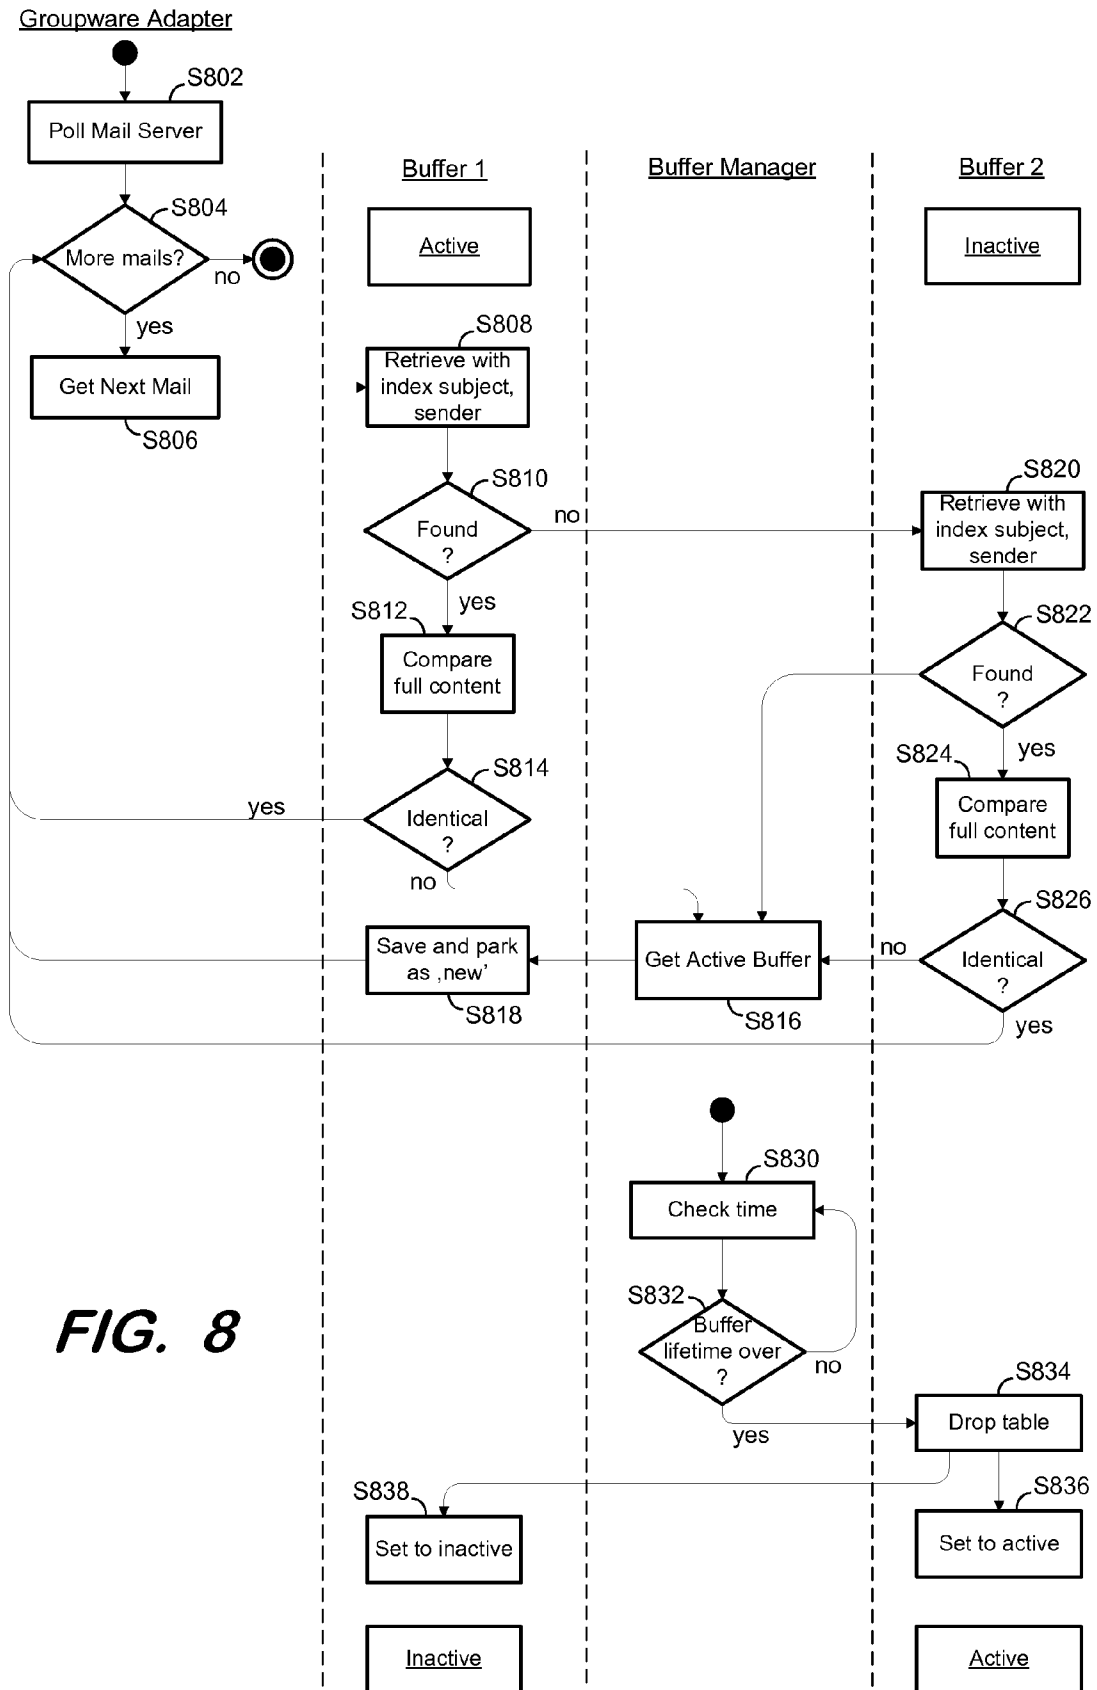 Groupware Adapter
S802
Poll Mail Server
Buffer 1
Buffer Manager
Buffer 2
S804
Active
Inactive
More mails?
no
yes
S808
Get Next Mail
Retrieve with
index subject,
sender
S806
S810
S820
Found
?
no
Retrieve with
index subject,
sender
yes
S812
S822
Compare
full content
Found
?
yes
S814
S824
yes
Identical
?
Compare
full content
no
S826
Save and park
as ‚new’
Get Active Buffer
no
Identical
?
S818
S816
yes
S830
Check time
S832
Buffer
lifetime over
?
no
FIG. 8
S834
yes
Drop table
S838
S836
Set to inactive
Set to active
Inactive
Active